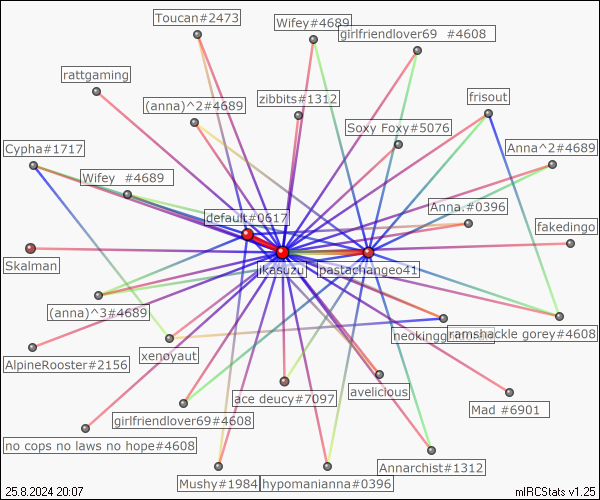 Toucan#2473
Wifey#4689
girlfriendlover69 #4608
rattgaming
(anna)^2#4689
zibbits#1312
frisout
Soxy Foxy#5076
Cypha#1717
Anna^2#4689
Wifey #4689
default#0617
Anna.#0396
fakedingo
Skalman
ikasuzu
pastachangeo41
(anna)^3#4689
xenoyaut
ramshackle gorey#4608
AlpineRooster#2156
ace deucy#7097
avelicious
girlfriendlover69#4608
Mad #6901
no cops no laws no hope#4608
Mushy#1984
hypomanianna#0396
Annarchist#1312
25.8.2024 20:07
mIRCStats v1.25